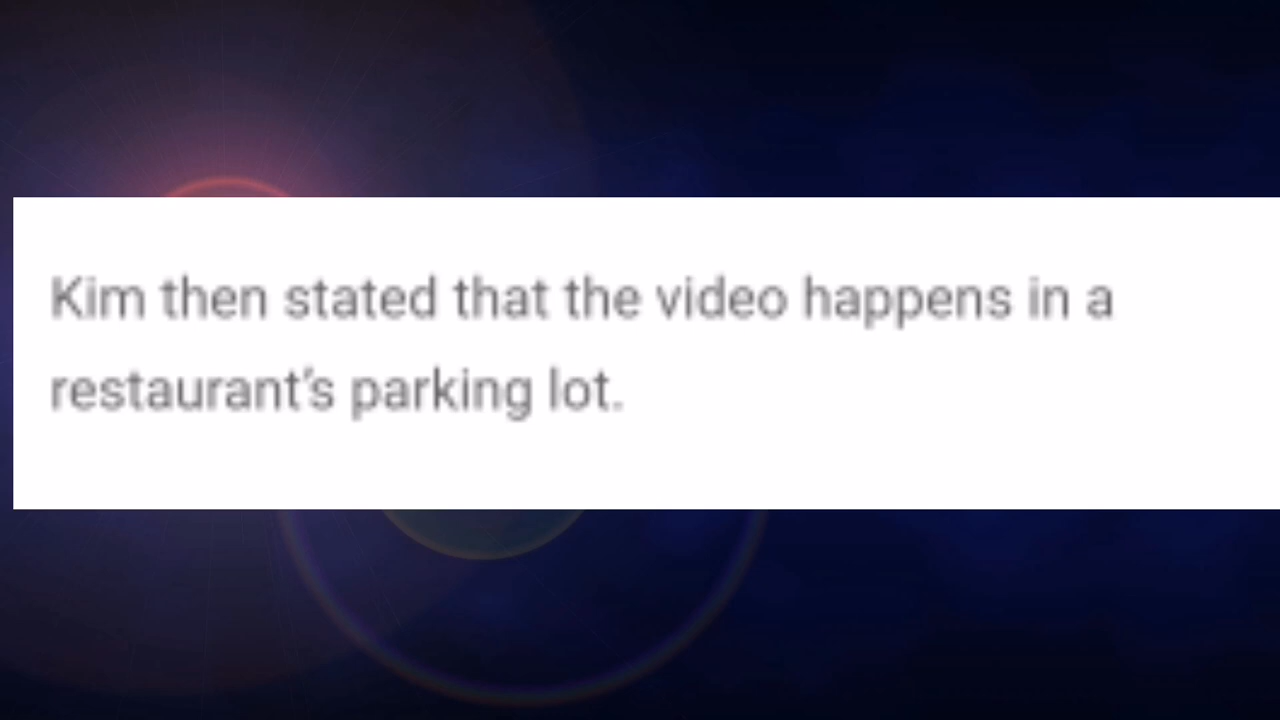 Kim then stated that the video happens in a
restaurant’s parking lot.